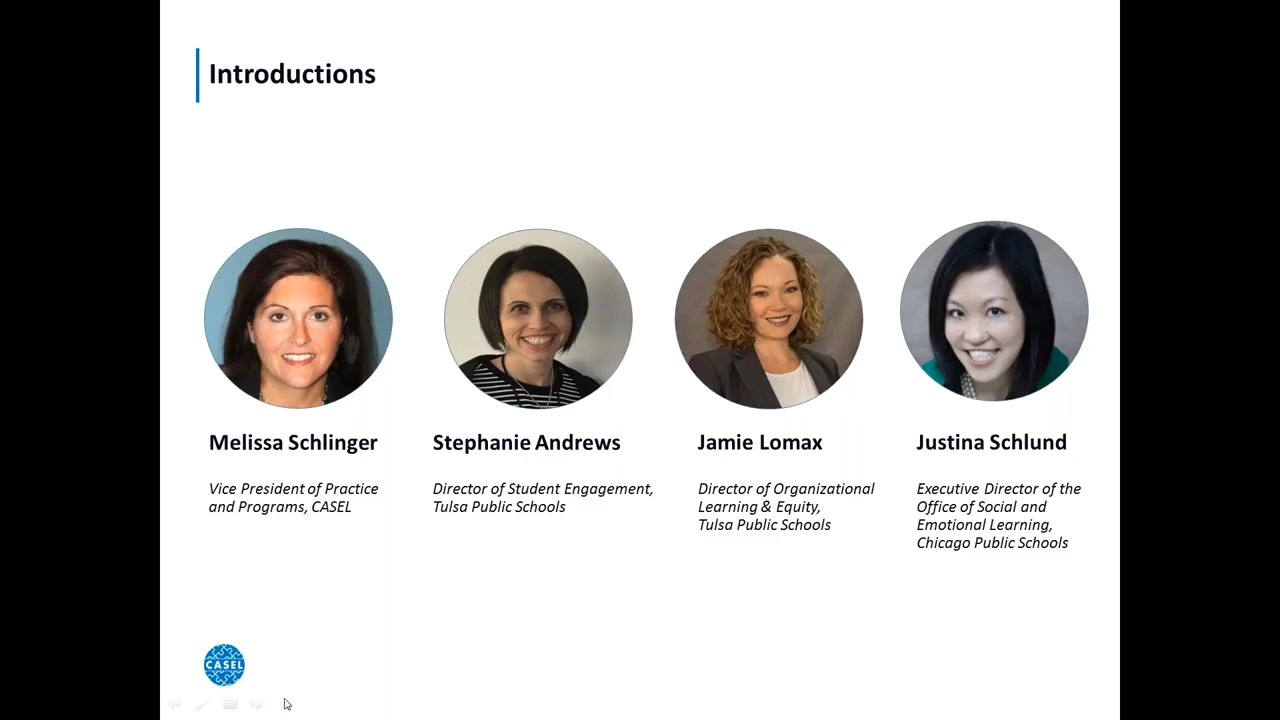 Introductions
Melissa Schlinger
Vice President of Practice
and Programs, CASEL
Stephanie Andrews
Director of Student Engagement,
Tulsa Public Schools
Jamie Lomax
Director of Organizational
Learning & Equity,
Tulsa Public Schools
Justina Schlund
Executive Director of the
Office of Social and
Emotional Learning,
Chicago Public Schools
CASEL